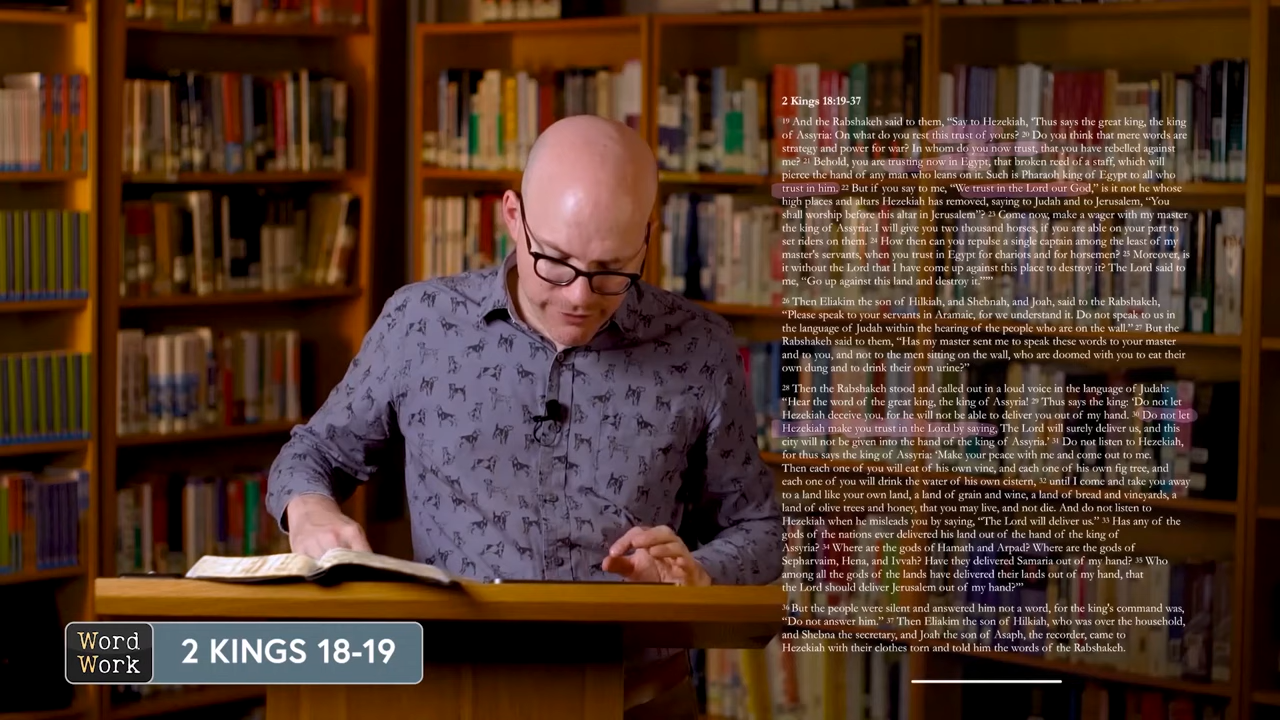 2 Kings 18:19-37
19 And the Rabshakeh said to them, “Say to Hezekiah, ‘Thus says the great king, the king
of Assyria: On what do you rest this trust of yours? 20 Do you think that mere words are
strategy and power for war? In whom do you now trust, that you have rebelled against
me? 21 Behold, you are trusting now in Egypt, that broken reed of a staff, which will
pierce the hand of any man who leans on it. Such is Pharaoh king of Egypt to all who
trust in him. 22 But if you say to me, “We trust in the Lord our God,” is it not he whose
high places and altars Hezekiah has removed, saying to Judah and to Jerusalem, “You
shall worship before this altar in Jerusalem”? 23 Come now, make a wager with my master
the king of Assyria: I will give you two thousand horses, if you are able on your part to
set riders on them. 24 How then can you repulse a single captain among the least of my
master’s servants, when you trust in Egypt for chariots and for horsemen? 25 Moreover, is
it without the Lord that I have come up against this place to destroy it? The Lord said to
me, “Go up against this land and destroy it.”’”
26 Then Eliakim the son of Hilkiah, and Shebnah, and Joah, said to the Rabshakeh,
“Please speak to your servants in Aramaic, for we understand it. Do not speak to us in
the language of Judah within the hearing of the people who are on the wall.” 27 But the
Rabshakeh said to them, “Has my master sent me to speak these words to your master
and to you, and not to the men sitting on the wall, who are doomed with you to eat their
own dung and to drink their own urine?”
28 Then the Rabshakeh stood and called out in a loud voice in the language of Judah:
“Hear the word of the great king, the king of Assyria! 29 Thus says the king: ‘Do not let
Hezekiah deceive you, for he will not be able to deliver you out of my hand. 30 Do not let
Hezekiah make you trust in the Lord by saying, The Lord will surely deliver us, and this
city will not be given into the hand of the king of Assyria.’ 31 Do not listen to Hezekiah,
for thus says the king of Assyria: ‘Make your peace with me and come out to me.
Then each one of you will eat of his own vine, and each one of his own fig tree, and
each one of you will drink the water of his own cistern, 32 until I come and take you away
to a land like your own land, a land of grain and wine, a land of bread and vineyards, a
land of olive trees and honey, that you may live, and not die. And do not listen to
Hezekiah when he misleads you by saying, “The Lord will deliver us.” 33 Has any of the
gods of the nations ever delivered his land out of the hand of the king of
Assyria? 34 Where are the gods of Hamath and Arpad? Where are the gods of
Sepharvaim, Hena, and Ivvah? Have they delivered Samaria out of my hand? 35 Who
among all the gods of the lands have delivered their lands out of my hand, that
the Lord should deliver Jerusalem out of my hand?’”
36 But the people were silent and answered him not a word, for the king’s command was,
“Do not answer him.” 37 Then Eliakim the son of Hilkiah, who was over the household,
and Shebna the secretary, and Joah the son of Asaph, the recorder, came to
Hezekiah with their clothes torn and told him the words of the Rabshakeh.
Word
Work
2 KINGS 18-19